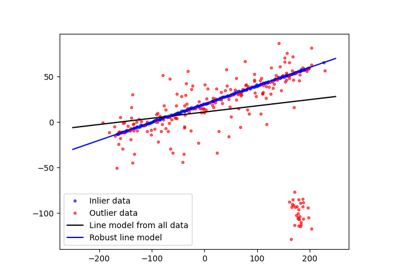 50
0
−50
−100
Inlier data
Outlier data
Line model from all data
Robust line model
−200
−100
0
100
200